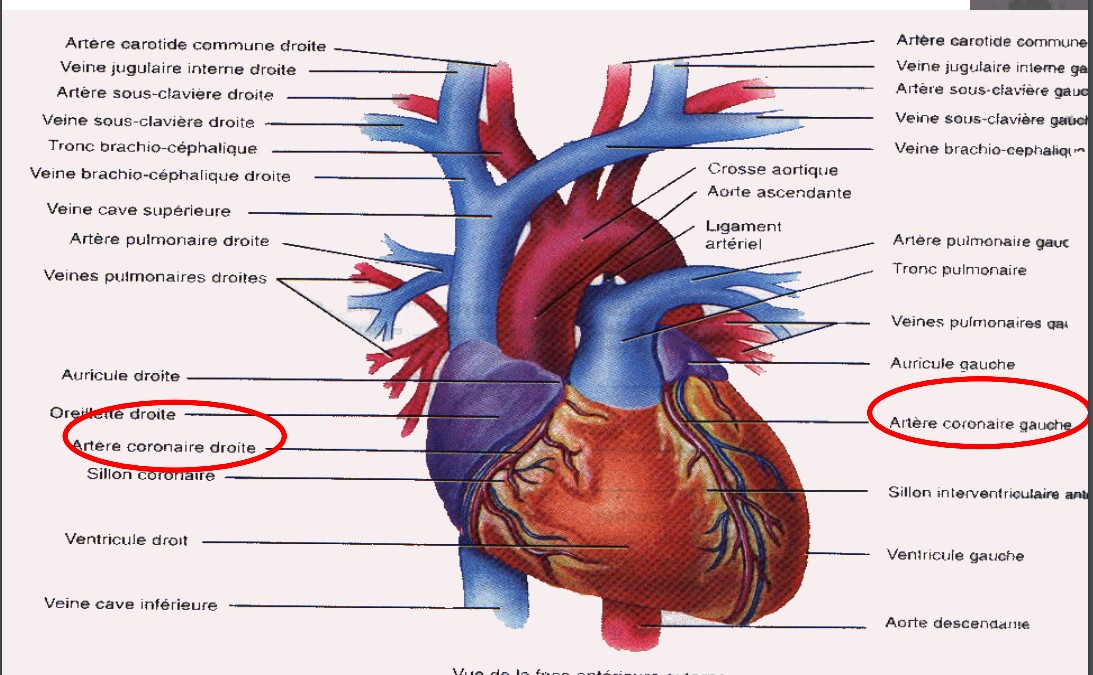 Artère carotide commune droite
Veine jugulaire interne droite
Artère sous-clavière droite
Veine sous-clavière droite
Tronc brachio-céphalique
Veine brachio-céphalique droite
Veine cave supérieure
Artère pulmonaire droite
Veines pulmonaires droites
Auricule droite
Oreillette droite
Artère coronaire droite
Sillon coronaire
Ventricule droit
Veine cave inférieure
Crosse aortique
Aorte ascendante
Ligament
artériel
Artère carotide commune
Veine jugulaire interne
Artère sous-clavière
Veine sous-clavière
Veine
Artère pulmonaire
Tronc pulmonaire
Veines pulmonaires
Auricule gauche
Artère coronaire gauche
Sillon interventriculaire
Ventricule gauche
Aorte descendante